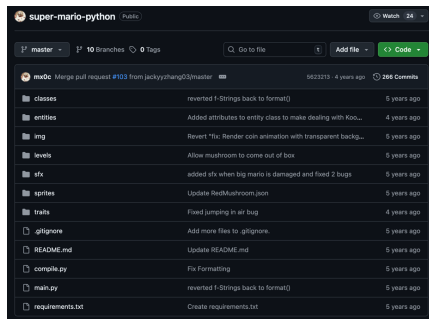 super-mario-python Public
Watch 24
master
10 Branches
0 Tags
Go to file
t
Add file
Code
mx0c Merge pull request #103 from jackyyzhang03/master
5623213 · 4 years ago
266 Commits
classes reverted f-Strings back to format() 5 years ago
entities Added attributes to entity class to make dealing with Koo... 4 years ago
img Revert "fix: Render coin animation with transparent backg... 5 years ago
levels Allow mushroom to come out of box 5 years ago
sfx added sfx when big mario is damaged and fixed 2 bugs 5 years ago
sprites Update RedMushroom.json 5 years ago
traits Fixed jumping in air bug 4 years ago
.gitignore Add more files to .gitignore. 5 years ago
README.md Update README.md 5 years ago
compile.py Fix Formatting 5 years ago
main.py reverted f-Strings back to format() 5 years ago
requirements.txt Create requirements.txt 5 years ago